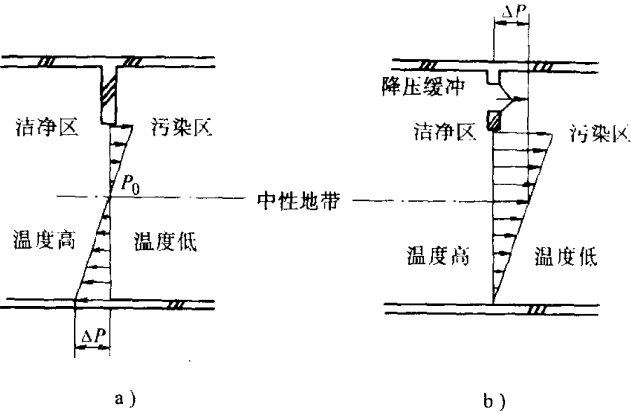 ΔP
降压缓冲
洁净区 污染区
洁净区 污染区
P₀
中性地带
温度高 温度低
温度高 温度低
ΔP
a)
b)